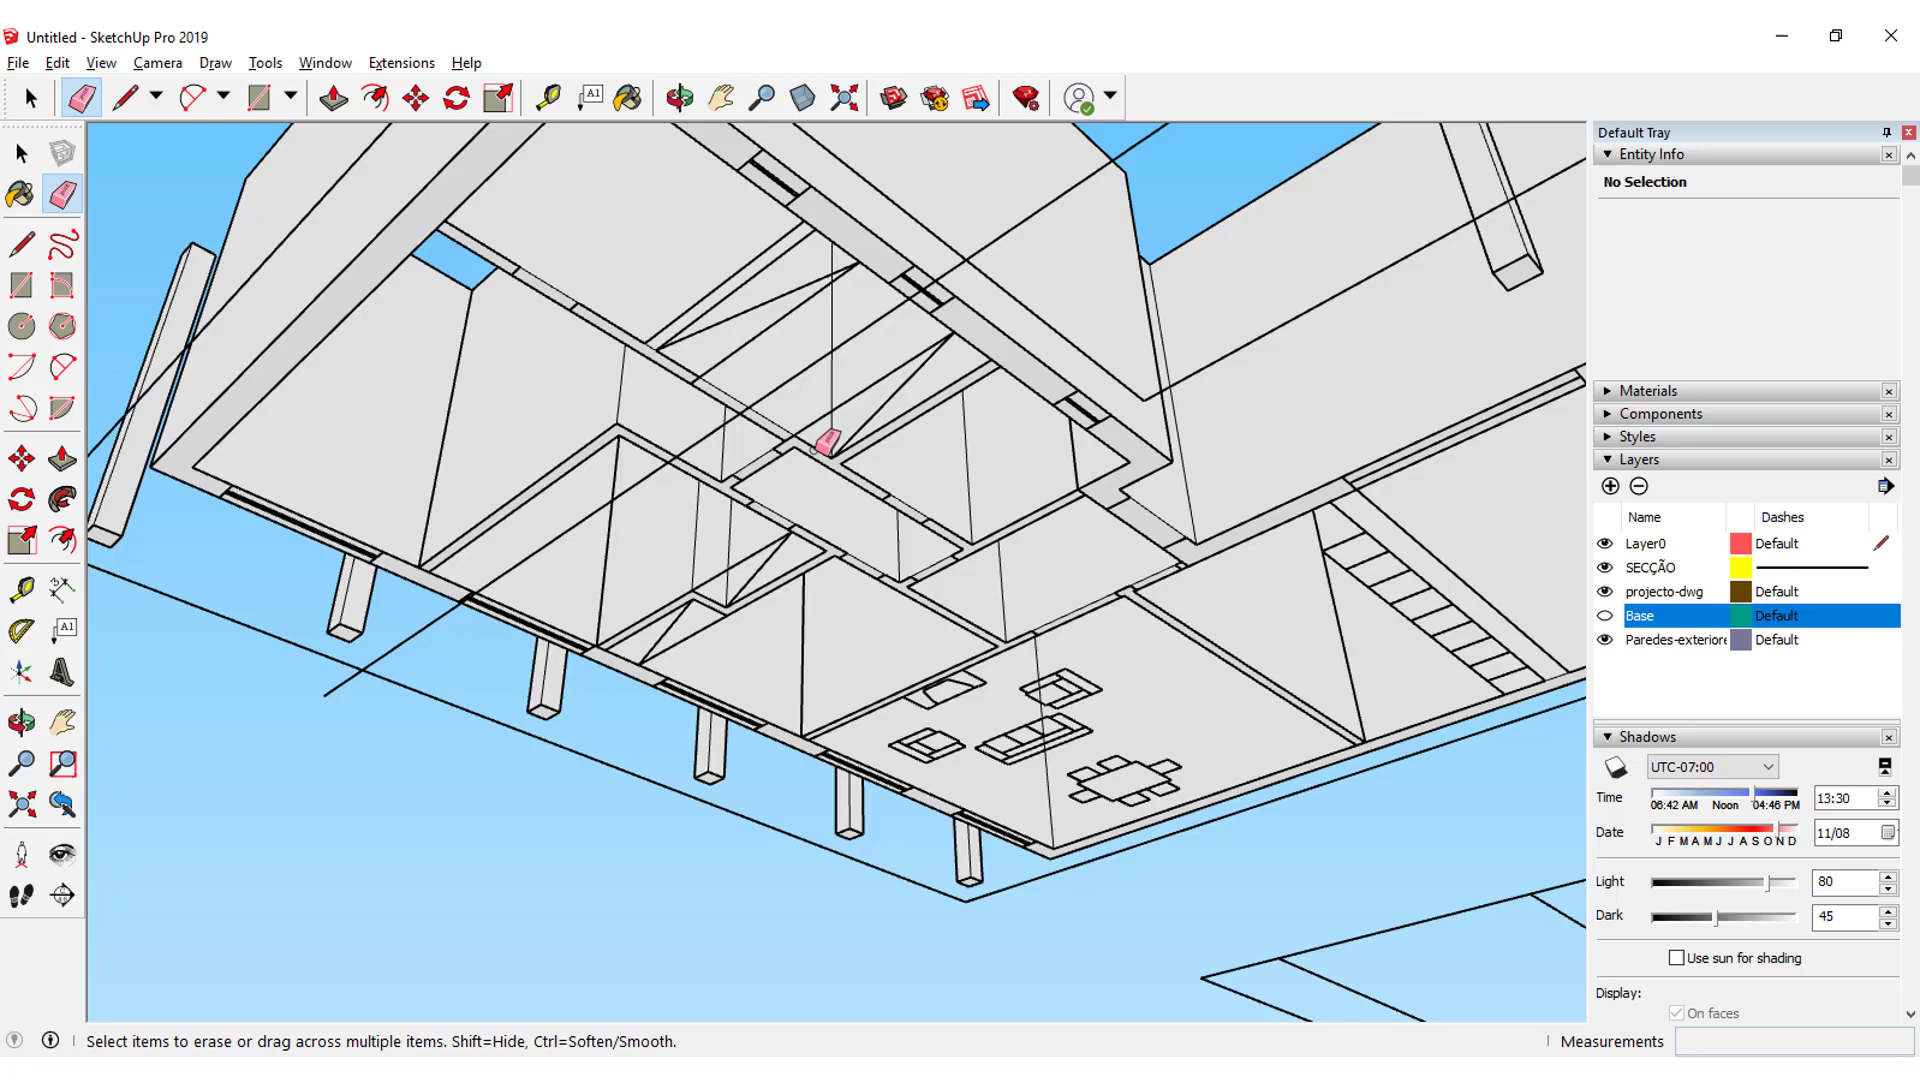 Untitled - SketchUp Pro 2019
File Edit View Camera Draw Tools Window Extensions Help
A1
Default Tray
Entity Info
No Selection
A1
Materials
Components
Styles
Layers
Name Dashes
Layer0 Default
SECÇÃO
projecto-dwg Default
Base Default
Paredes-exteriore Default
Shadows
UTC-07:00
Time 06:42 AM Noon 04:46 PM 13:30
Date J F M A M J J A S O N D 11/08
Light 80
Dark 45
Use sun for shading
Display:
On faces
Select items to erase or drag across multiple items. Shift=Hide, Ctrl=Soften/Smooth.
Measurements